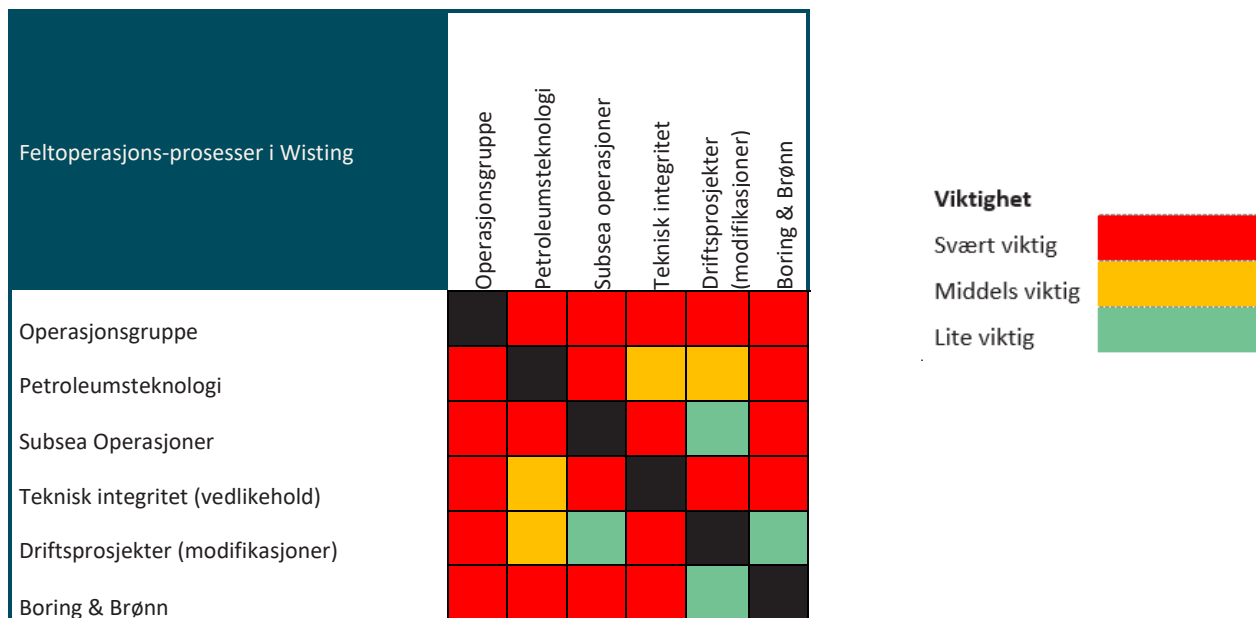 Feltoperasjons-prosesser i Wisting
Operasjonsgruppe
Petroleumsteknologi
Subsea operasjoner
Teknisk integritet
Driftsprosjekter
(modifikasjoner)
Boring & Brønn
Operasjonsgruppe
Petroleumsteknologi
Subsea Operasjoner
Teknisk integritet (vedlikehold)
Driftsprosjekter (modifikasjoner)
Boring & Brønn
Viktighet
Svært viktig
Middels viktig
Lite viktig